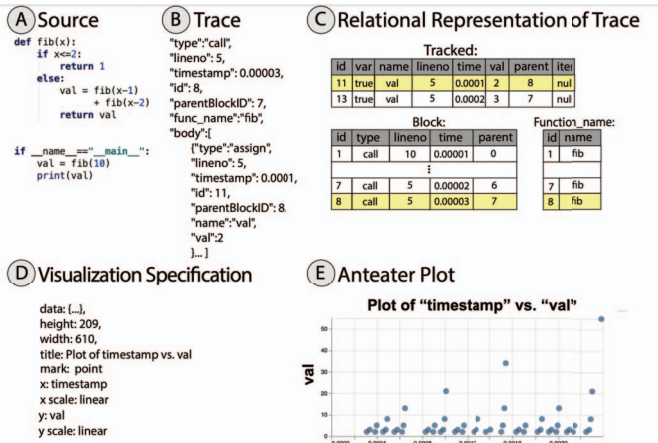 A Source
def fib(x):
if x<=2:
return 1
else:
val = fib(x-1)
+ fib(x-2)
return val
if __name__=="__main__":
val = fib(10)
print(val)
B Trace
"type":"call",
"lineno": 5,
"timestamp": 0.00003,
"id": 8,
"parentBlockID": 7,
"func_name":"fib",
"body":[
{"type":"assign",
"lineno": 5,
"timestamp": 0.0001,
"id": 11,
"parentBlockID": 8,
"name":"val",
"val":2
}... ]
C Relational Representation of Trace
Tracked:
id var name lineno time val parent iter
11 true val 5 0.0001 2 8 nul
13 true val 5 0.0002 3 7 nul
Block:
id type lineno time parent
1 call 10 0.00001 0
⋮
7 call 5 0.00002 6
8 call 5 0.00003 7
Function_name:
id name
1 fib
7 fib
8 fib
D Visualization Specification
data: {...},
height: 209,
width: 610,
title: Plot of timestamp vs. val
mark: point
x: timestamp
x scale: linear
y: val
y scale: linear
E Anteater Plot
Plot of "timestamp" vs. "val"
...
val
50
40
30
20
10
0